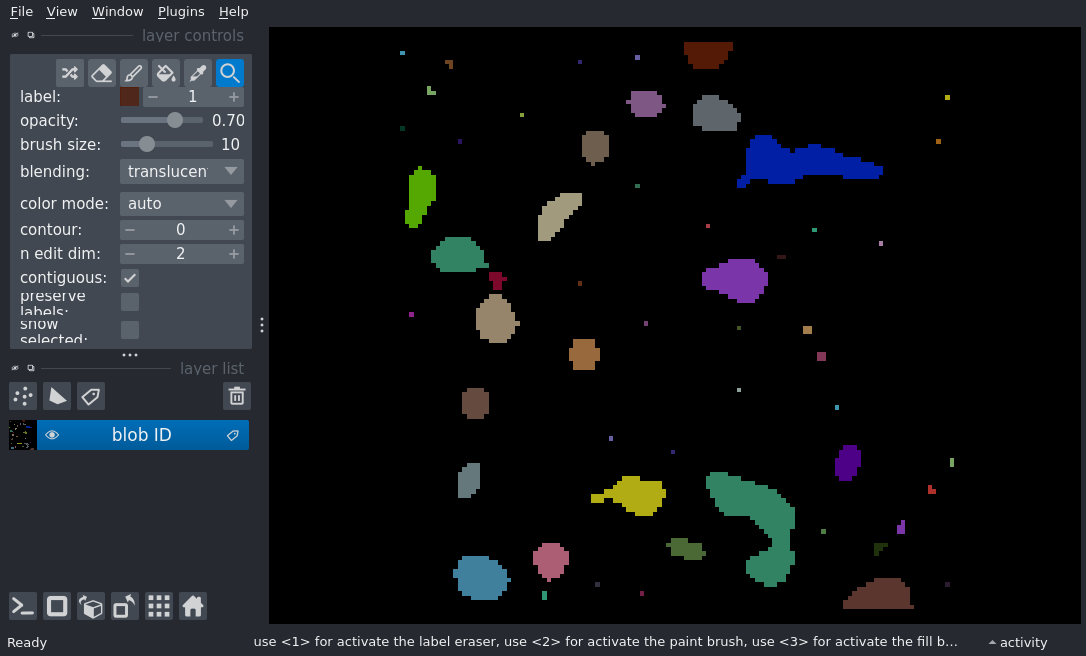 File View Window Plugins Help
layer controls
label: 1
opacity: 0.70
brush size: 10
blending: translucen
color mode: auto
contour: 0
n edit dim: 2
contiguous:
preserve
labels:
show
selected:
layer list
blob ID
Ready use <1> for activate the label eraser, use <2> for activate the paint brush, use <3> for activate the fill b... activity